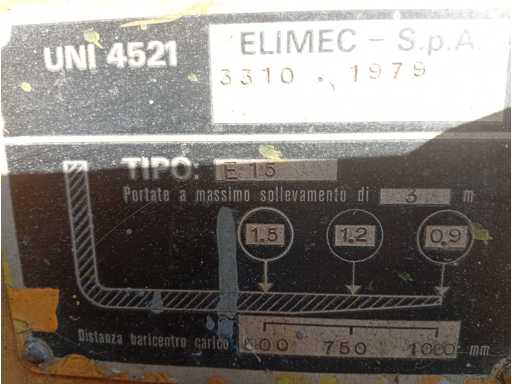 UNI 4521
ELIMEC - S.p.A
3310 . 1979
TIPO: E 15
Portate a massimo sollevamento di 3 m
1.5 1.2 0.9
Distanza baricentro carico 750 1000 mm